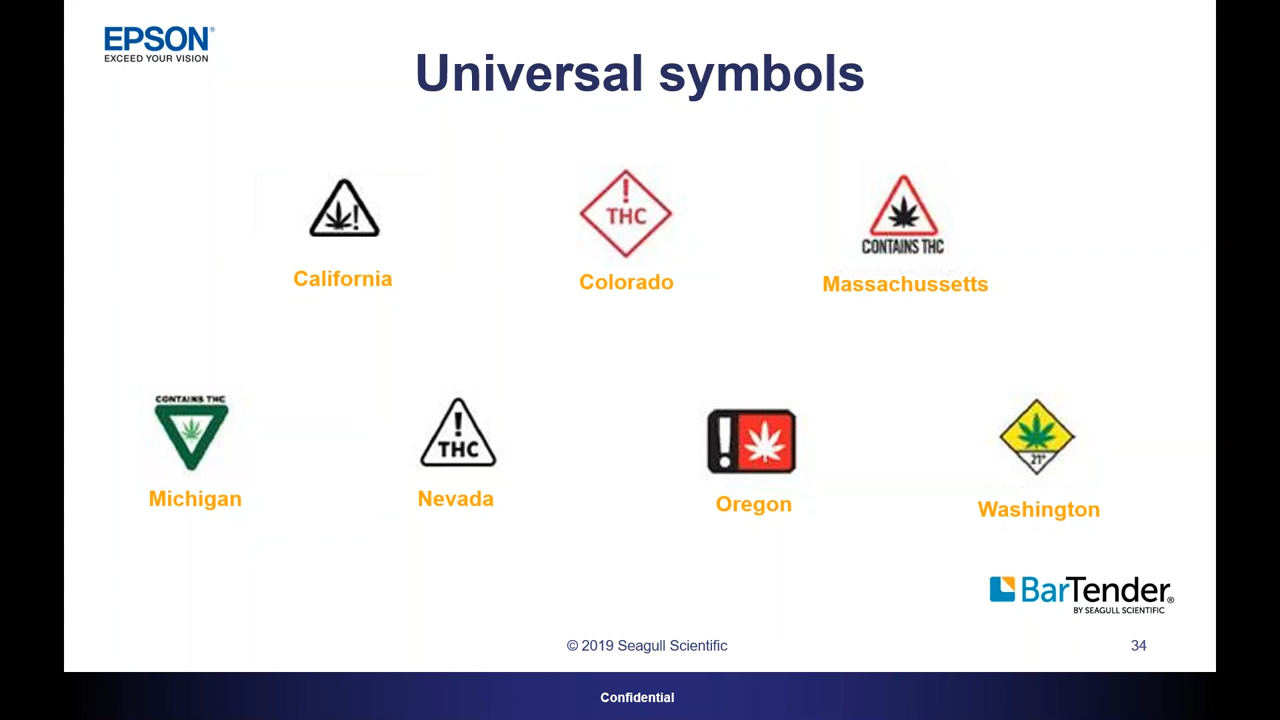 EPSON®
EXCEED YOUR VISION
Universal symbols
!
!
THC
CONTAINS THC
California
Colorado
Massachussetts
CONTAINS THC
!
THC
!
21+
Michigan
Nevada
Oregon
Washington
BarTender®
BY SEAGULL SCIENTIFIC
© 2019 Seagull Scientific
34
Confidential